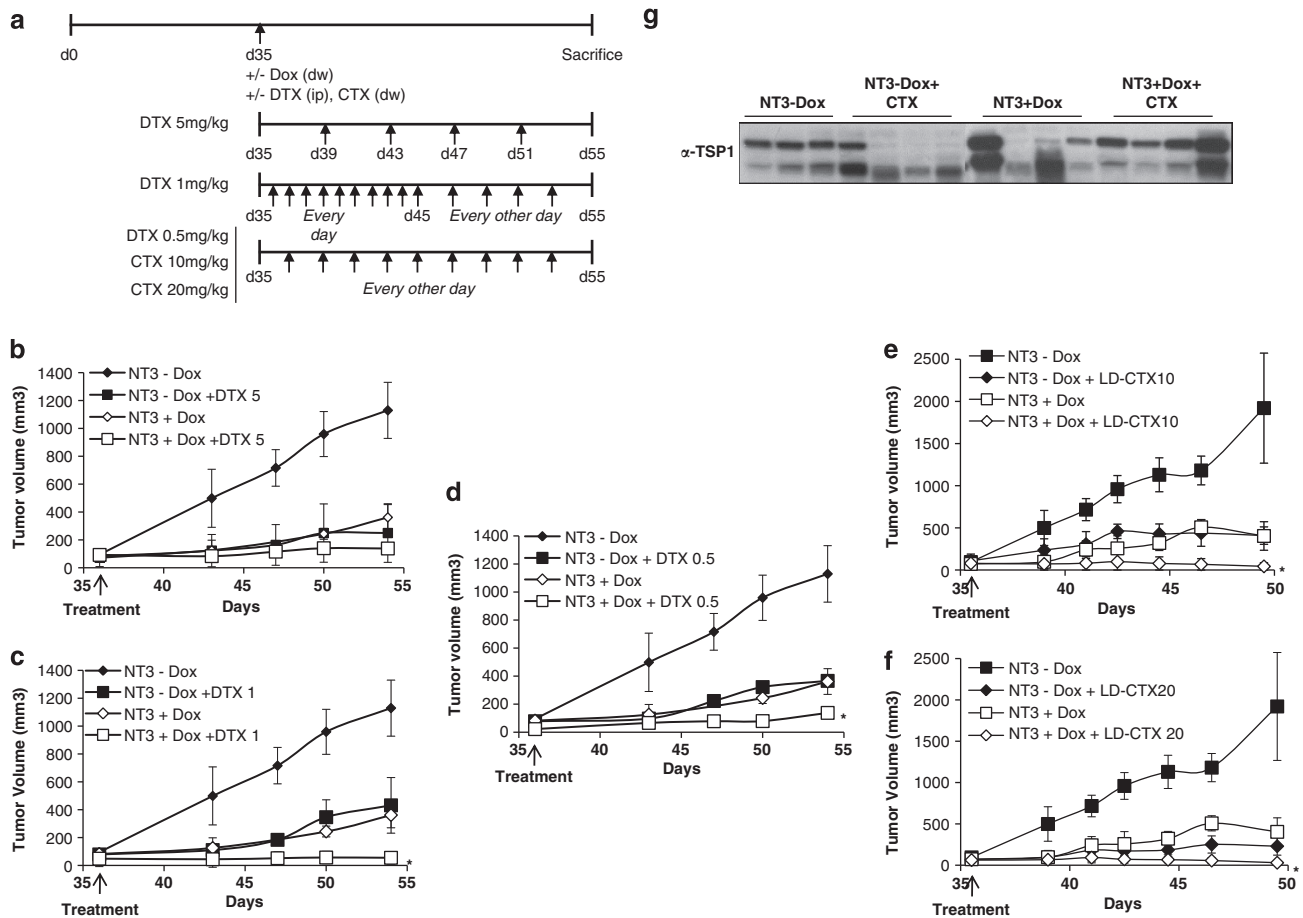 a
d0
d35
Sacrifice
+/- Dox (dw)
+/- DTX (ip), CTX (dw)
DTX 5mg/kg
d35
d39
d43
d47
d51
d55
DTX 1mg/kg
d35
Every
day
d45
Every other day
d55
DTX 0.5mg/kg
CTX 10mg/kg
CTX 20mg/kg
d35
Every other day
d55
g
NT3-Dox
NT3-Dox+
CTX
NT3+Dox
NT3+Dox+
CTX
α-TSP1
b
Tumor volume (mm3)
1400
1200
1000
800
600
400
200
0
NT3 - Dox
NT3 - Dox +DTX 5
NT3 + Dox
NT3 + Dox +DTX 5
35
40
45
50
55
Treatment
Days
c
Tumor Volume (mm3)
1400
1200
1000
800
600
400
200
0
NT3 - Dox
NT3 - Dox +DTX 1
NT3 + Dox
NT3 + Dox +DTX 1
*
35
40
45
50
55
Treatment
Days
d
Tumor volume (mm3)
1400
1200
1000
800
600
400
200
0
NT3 - Dox
NT3 - Dox + DTX 0.5
NT3 + Dox
NT3 + Dox + DTX 0.5
*
35
40
45
50
55
Treatment
Days
e
Tumor volume (mm3)
2500
2000
1500
1000
500
0
NT3 - Dox
NT3 - Dox + LD-CTX10
NT3 + Dox
NT3 + Dox + LD-CTX10
*
35
40
45
50
Treatment
Days
f
Tumor Volume (mm3)
2500
2000
1500
1000
500
0
NT3 - Dox
NT3 - Dox + LD-CTX20
NT3 + Dox
NT3 + Dox + LD-CTX 20
*
35
40
45
50
Treatment
Days